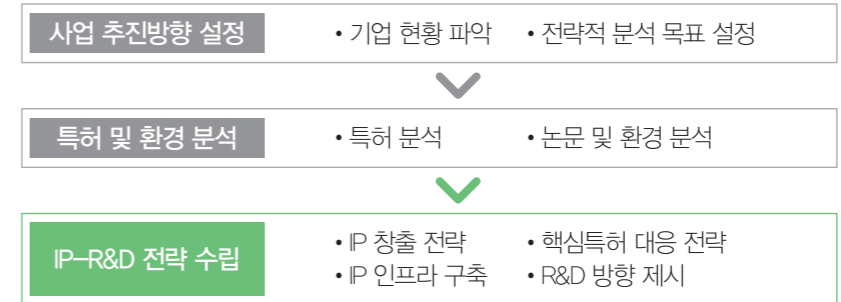 사업 추진방향 설정 • 기업 현황 파악 • 전략적 분석 목표 설정
특허 및 환경 분석 • 특허 분석 • 논문 및 환경 분석
IP-R&D 전략 수립
• IP 창출 전략 • 핵심특허 대응 전략
• IP 인프라 구축 • R&D 방향 제시